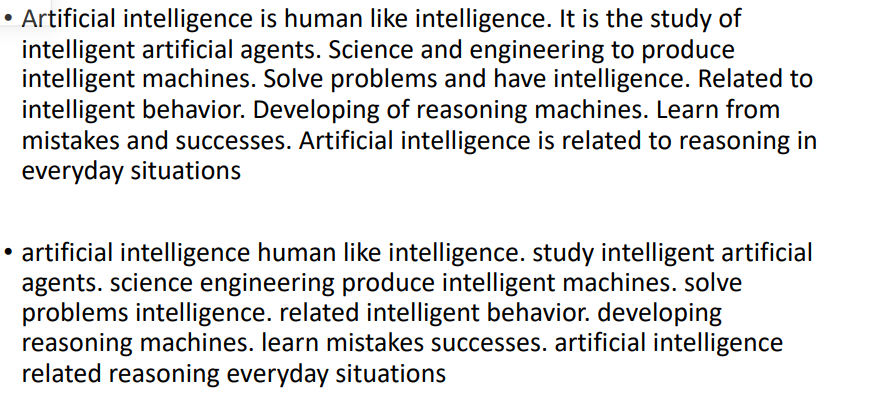 • Artificial intelligence is human like intelligence. It is the study of
intelligent artificial agents. Science and engineering to produce
intelligent machines. Solve problems and have intelligence. Related to
intelligent behavior. Developing of reasoning machines. Learn from
mistakes and successes. Artificial intelligence is related to reasoning in
everyday situations
• artificial intelligence human like intelligence. study intelligent artificial
agents. science engineering produce intelligent machines. solve
problems intelligence. related intelligent behavior. developing
reasoning machines. learn mistakes successes. artificial intelligence
related reasoning everyday situations